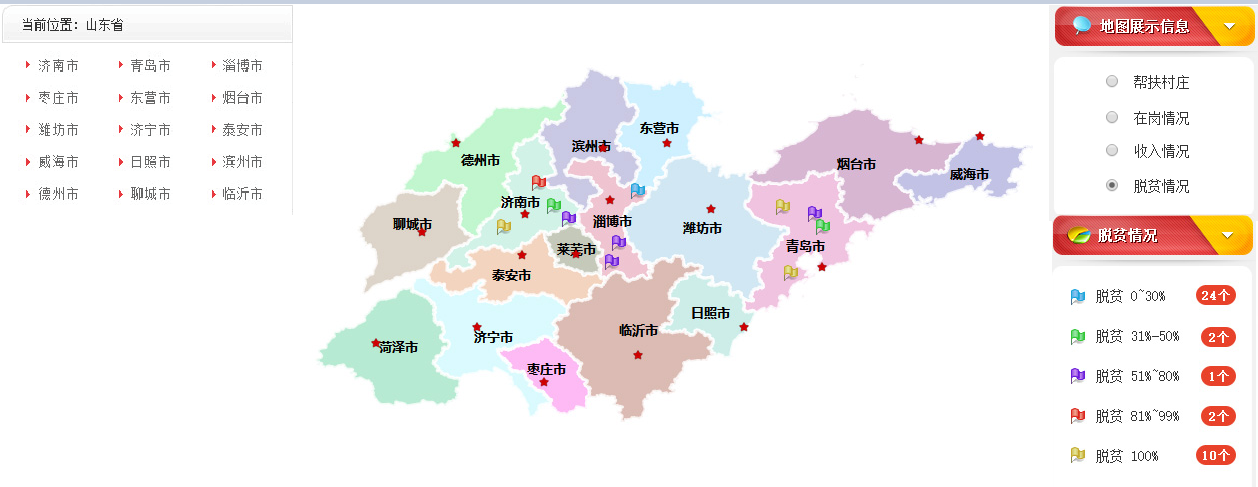 当前位置：山东省
济南市 青岛市 淄博市
枣庄市 东营市 烟台市
潍坊市 济宁市 泰安市
威海市 日照市 滨州市
德州市 聊城市 临沂市
东营市
滨州市
德州市
烟台市
威海市
济南市
聊城市
淄博市
潍坊市
青岛市
莱芜市
泰安市
日照市
临沂市
济宁市
菏泽市
枣庄市
地图展示信息
帮扶村庄
在岗情况
收入情况
脱贫情况
脱贫情况
脱贫 0~30% 24个
脱贫 31%-50% 2个
脱贫 51%~80% 1个
脱贫 81%~99% 2个
脱贫 100% 10个